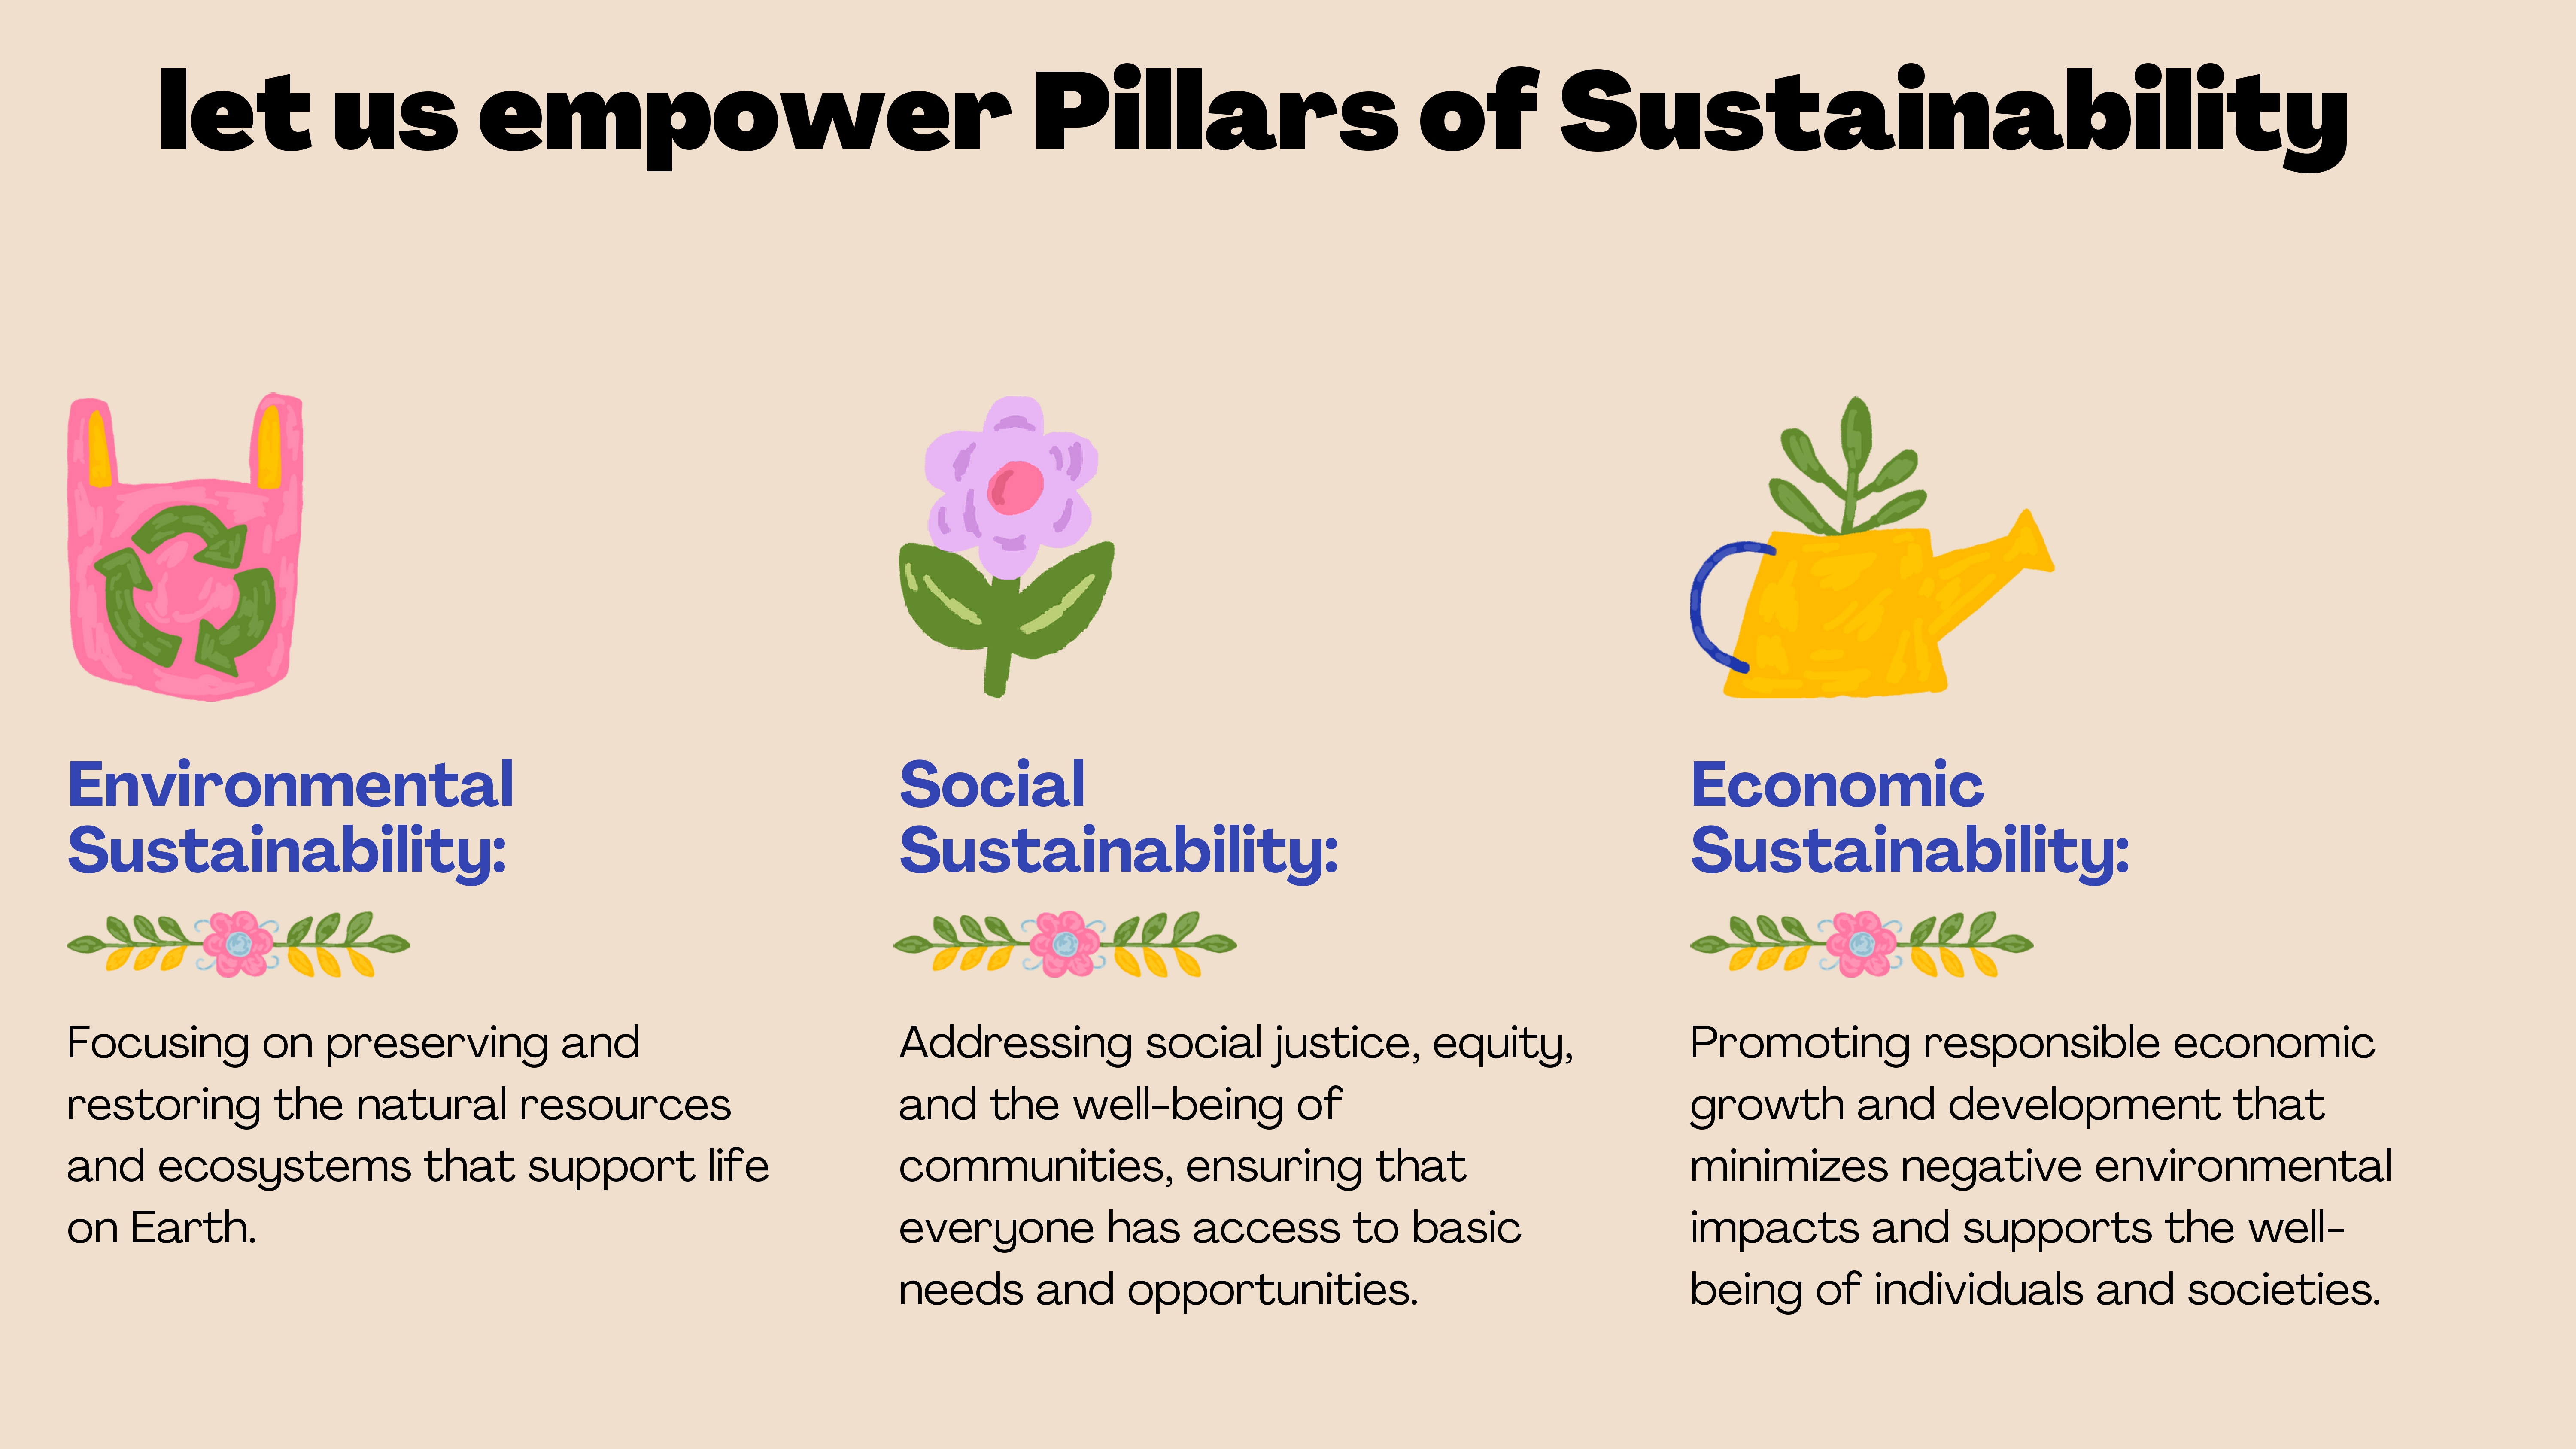 let us empower Pillars of Sustainability
Environmental
Sustainability:
Focusing on preserving and
restoring the natural resources
and ecosystems that support life
on Earth.
Social
Sustainability:
Addressing social justice, equity,
and the well-being of
communities, ensuring that
everyone has access to basic
needs and opportunities.
Economic
Sustainability:
Promoting responsible economic
growth and development that
minimizes negative environmental
impacts and supports the well-
being of individuals and societies.